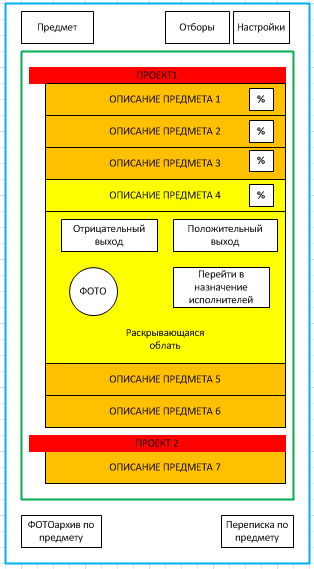 Предмет
Отборы
Настройки
ПРОЕКТ1
ОПИСАНИЕ ПРЕДМЕТА 1
%
ОПИСАНИЕ ПРЕДМЕТА 2
%
ОПИСАНИЕ ПРЕДМЕТА 3
%
ОПИСАНИЕ ПРЕДМЕТА 4
%
Отрицательный
выход
Положительный
выход
ФОТО
Перейти в
назначение
исполнителей
Раскрывающаяся
облать
ОПИСАНИЕ ПРЕДМЕТА 5
ОПИСАНИЕ ПРЕДМЕТА 6
ПРОЕКТ 2
ОПИСАНИЕ ПРЕДМЕТА 7
ФОТОархив по
предмету
Переписка по
предмету